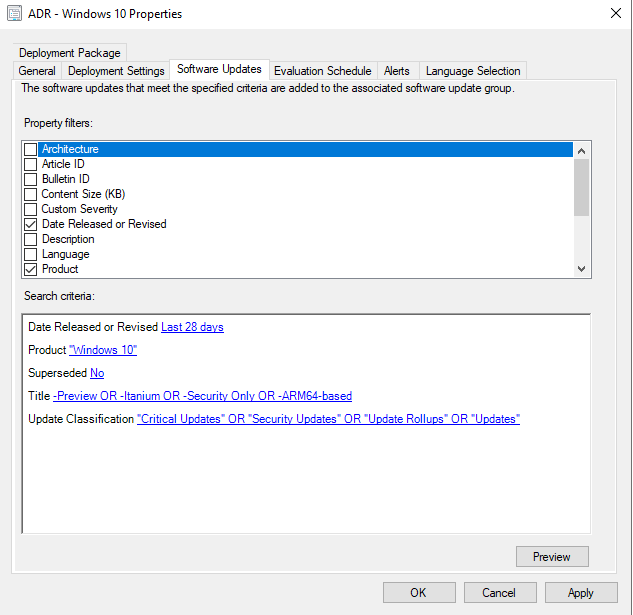 ADR - Windows 10 Properties
Deployment Package
General Deployment Settings Software Updates Evaluation Schedule Alerts Language Selection
The software updates that meet the specified criteria are added to the associated software update group.
Property filters:
Architecture
Article ID
Bulletin ID
Content Size (KB)
Custom Severity
Date Released or Revised
Description
Language
Product
Search criteria:
Date Released or Revised Last 28 days
Product "Windows 10"
Superseded No
Title -Preview OR -Itanium OR -Security Only OR -ARM64-based
Update Classification "Critical Updates" OR "Security Updates" OR "Update Rollups" OR "Updates"
Preview
OK Cancel Apply